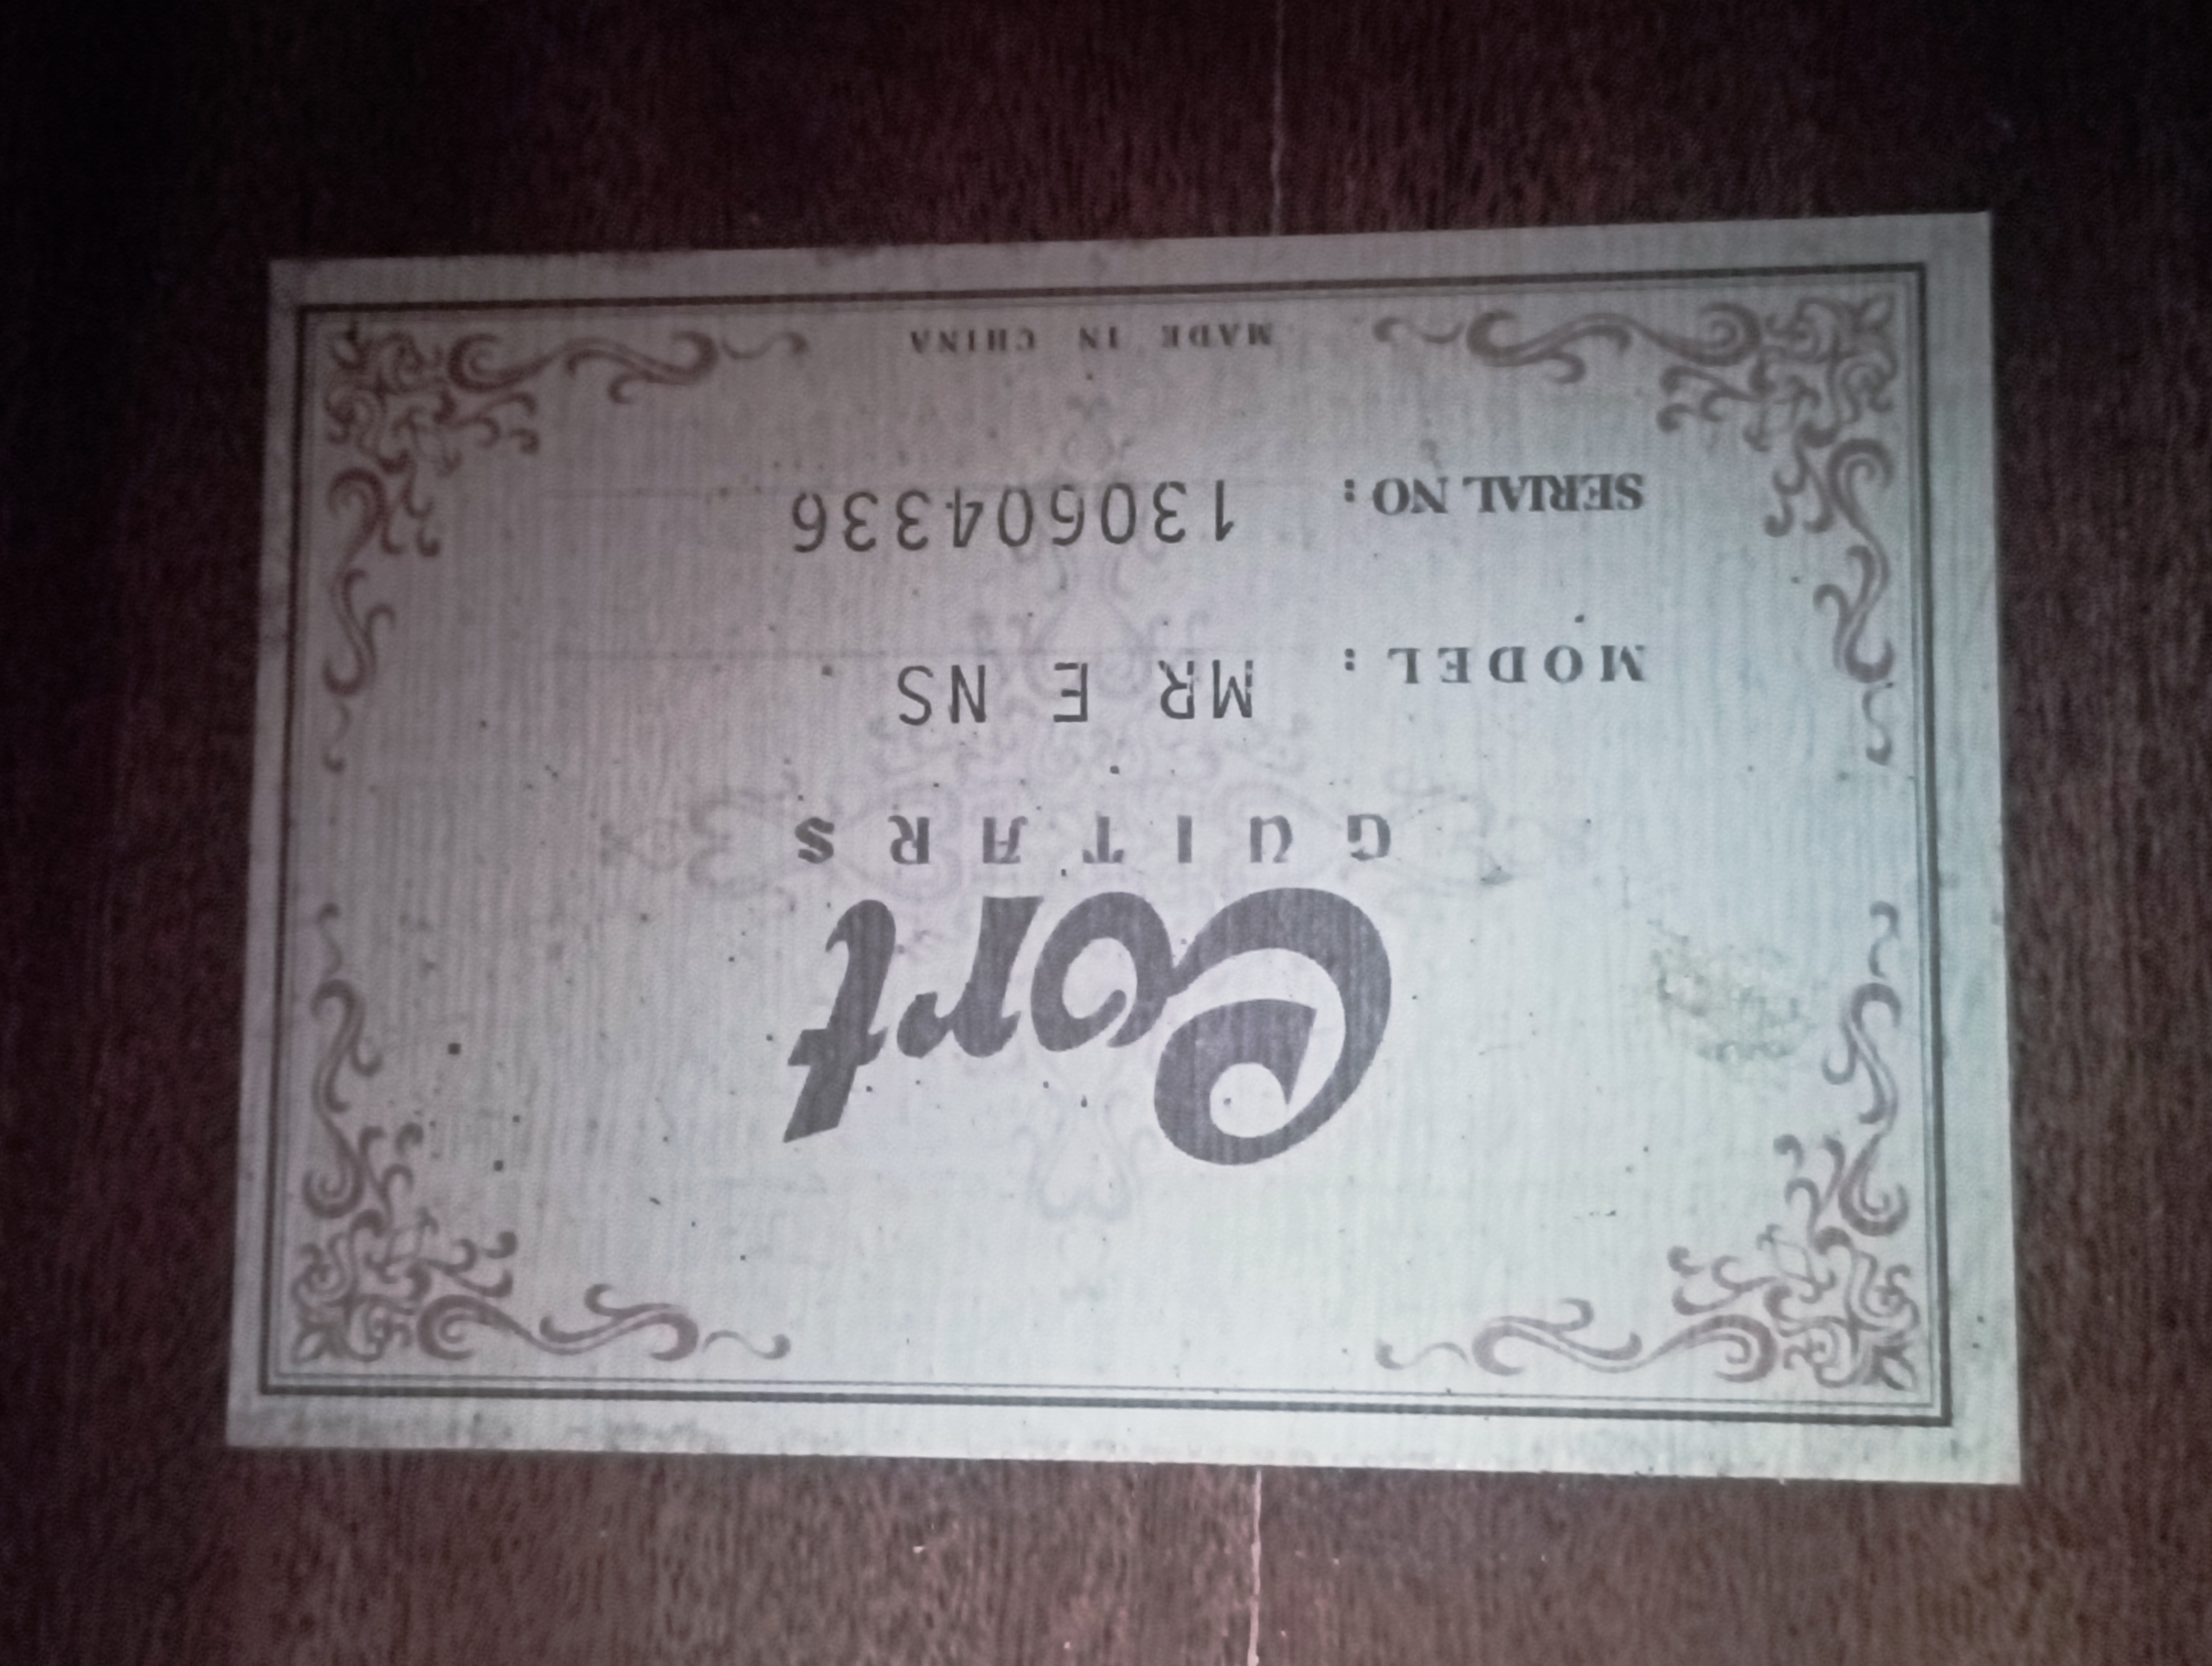 Cort
GUITARS
MODEL : MR E NS
SERIAL NO : 130604336
MADE IN CHINA